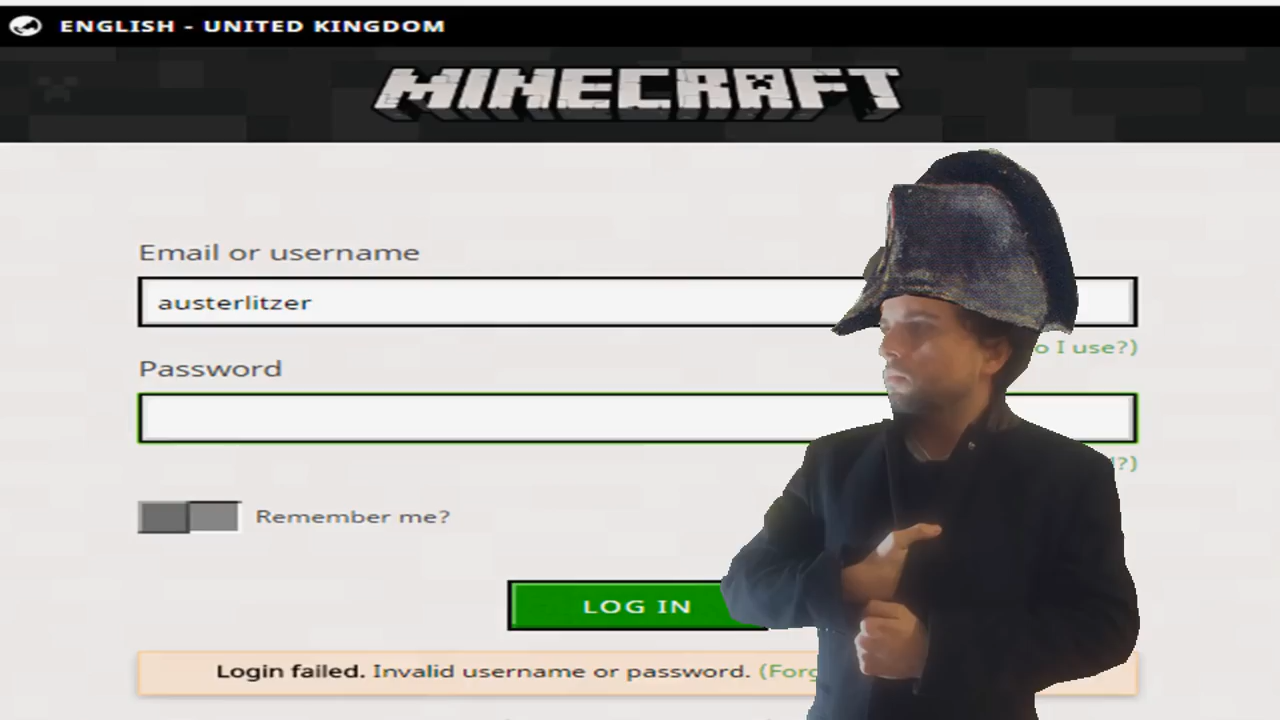 ENGLISH - UNITED KINGDOM
MINECRAFT
Email or username
austerlitzer
o I use?)
Password
?)
Remember me?
LOG IN
Login failed. Invalid username or password. (Forg